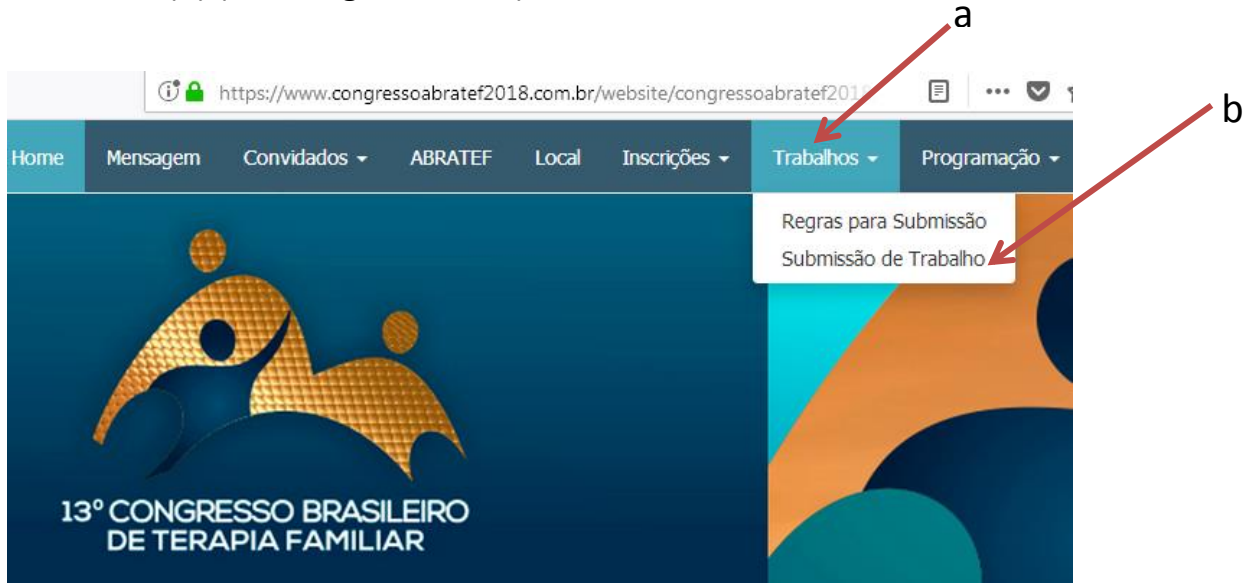 a
https://www.congressoabratef2018.com.br/website/congressoabratef2018
b
Home Mensagem Convidados ABRATEF Local Inscrições Trabalhos Programação
Regras para Submissão
Submissão de Trabalho
13º CONGRESSO BRASILEIRO
DE TERAPIA FAMILIAR